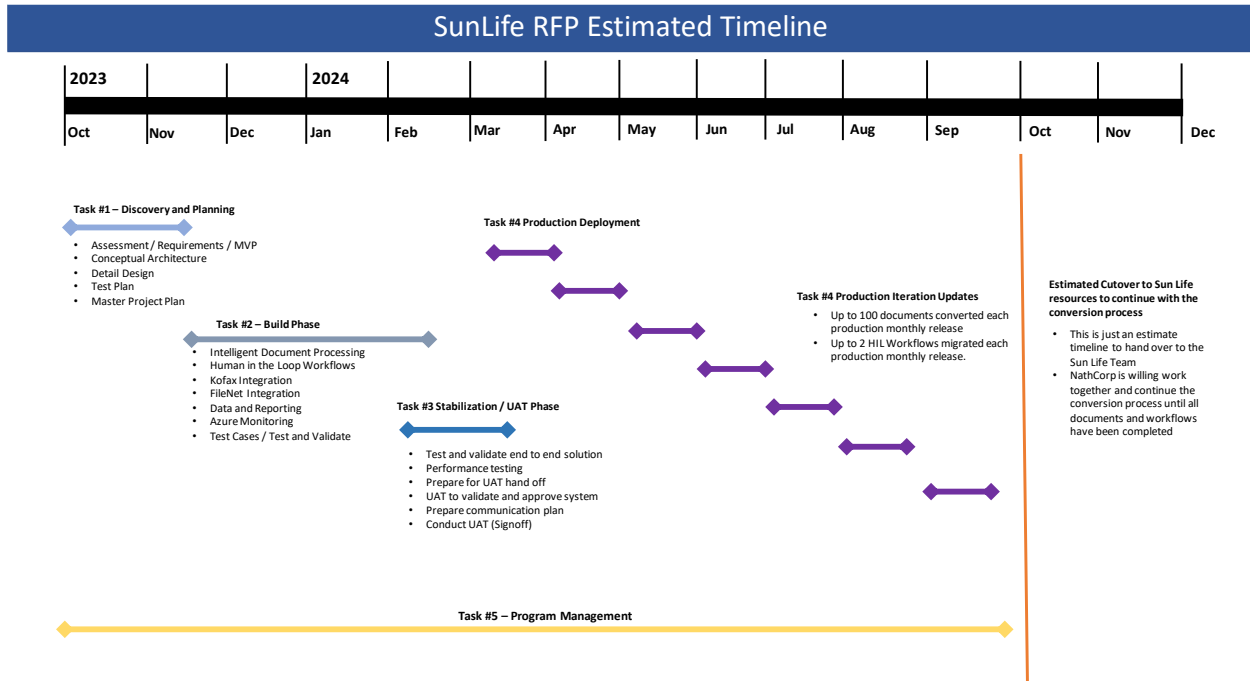 SunLife RFP Estimated Timeline
2023
2024
Oct
Nov
Dec
Jan
Feb
Mar
Apr
May
Jun
Jul
Aug
Sep
Oct
Nov
Dec
Task #1 – Discovery and Planning
• Assessment / Requirements / MVP
• Conceptual Architecture
• Detail Design
• Test Plan
• Master Project Plan
Task #2 – Build Phase
• Intelligent Document Processing
• Human in the Loop Workflows
• Kofax Integration
• FileNet Integration
• Data and Reporting
• Azure Monitoring
• Test Cases / Test and Validate
Task #3 Stabilization / UAT Phase
• Test and validate end to end solution
• Performance testing
• Prepare for UAT hand off
• UAT to validate and approve system
• Prepare communication plan
• Conduct UAT (Signoff)
Task #4 Production Deployment
Task #4 Production Iteration Updates
• Up to 100 documents converted each
production monthly release
• Up to 2 HIL Workflows migrated each
production monthly release.
Estimated Cutover to Sun Life
resources to continue with the
conversion process
• This is just an estimate
timeline to hand over to the
Sun Life Team
• NathCorp is willing work
together and continue the
conversion process until all
documents and workflows
have been completed
Task #5 – Program Management